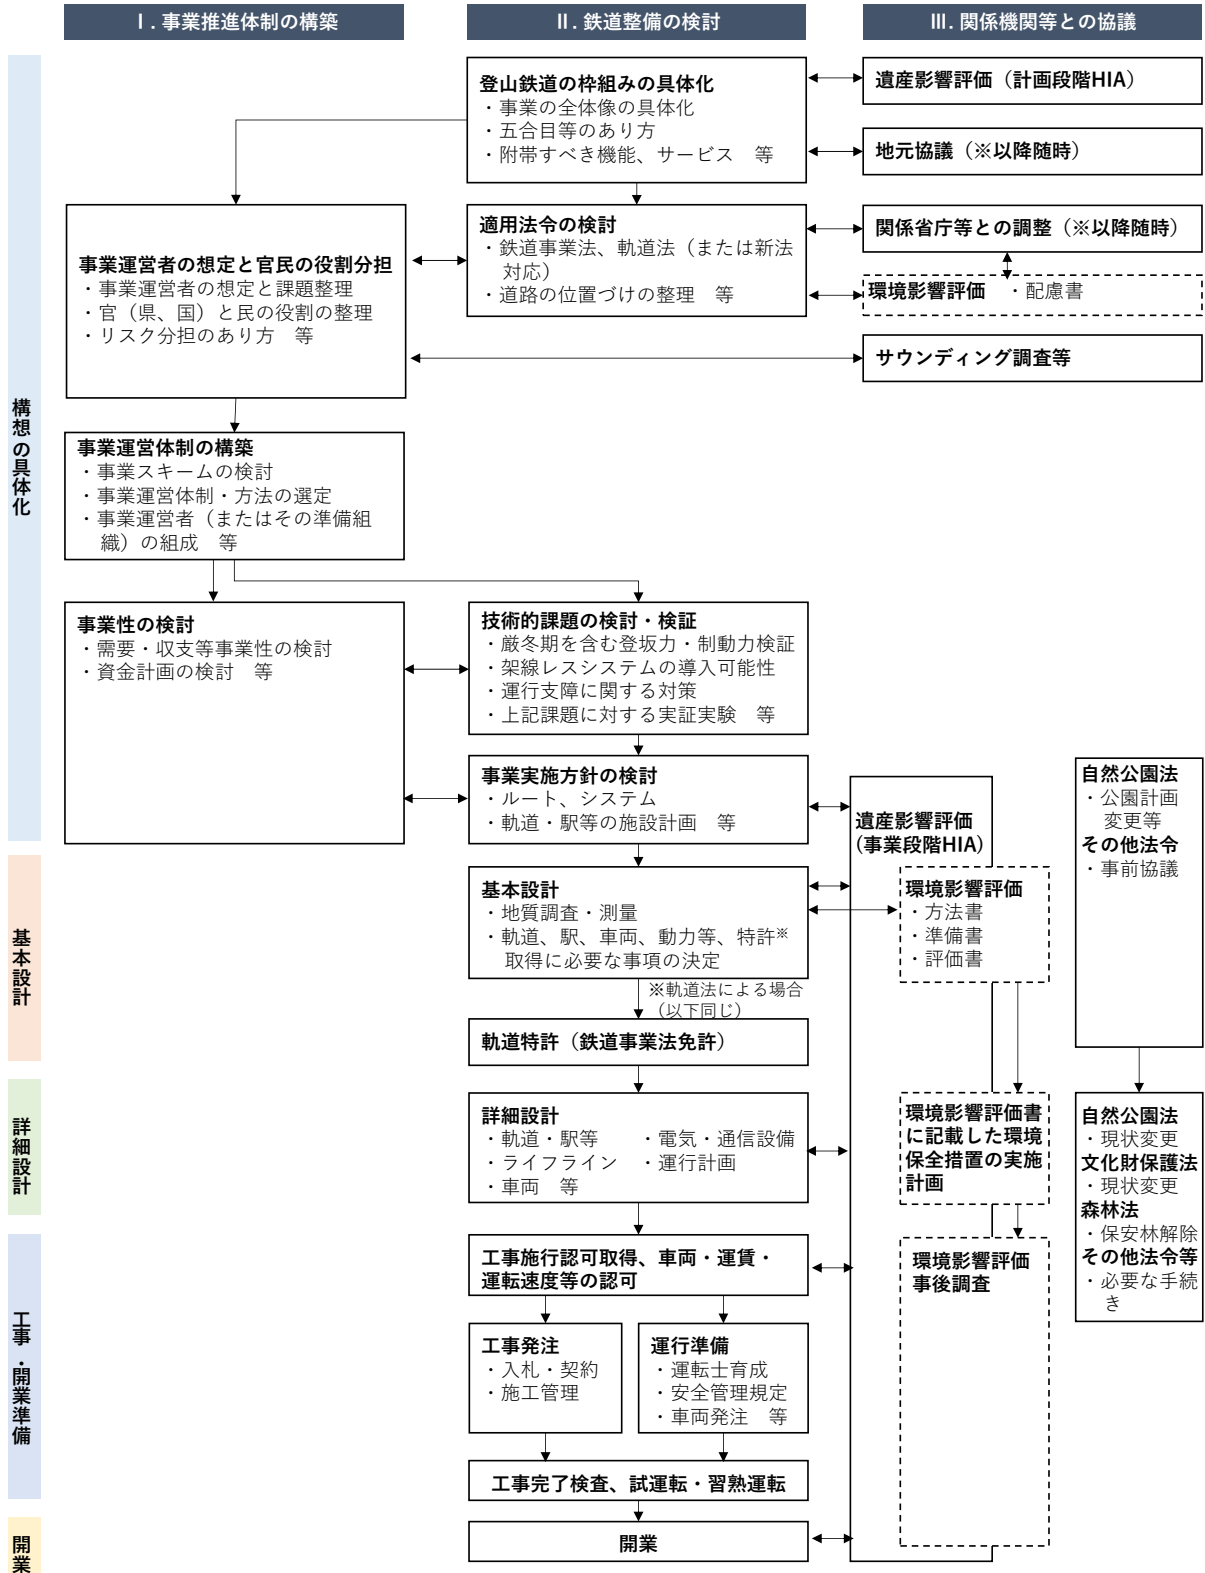 Ⅰ. 事業推進体制の構築
Ⅱ. 鉄道整備の検討
Ⅲ. 関係機関等との協議
構想の具体化
登山鉄道の枠組みの具体化
・事業の全体像の具体化
・五合目等のあり方
・附帯すべき機能、サービス 等
遺産影響評価（計画段階HIA）
地元協議（※以降随時）
事業運営者の想定と官民の役割分担
・事業運営者の想定と課題整理
・官（県、国）と民の役割の整理
・リスク分担のあり方 等
適用法令の検討
・鉄道事業法、軌道法（または新法
対応）
・道路の位置づけの整理 等
関係省庁等との調整（※以降随時）
環境影響評価 ・配慮書
サウンディング調査等
事業運営体制の構築
・事業スキームの検討
・事業運営体制・方法の選定
・事業運営者（またはその準備組
織）の組成 等
事業性の検討
・需要・収支等事業性の検討
・資金計画の検討 等
技術的課題の検討・検証
・厳冬期を含む登坂力・制動力検証
・架線レスシステムの導入可能性
・運行支障に関する対策
・上記課題に対する実証実験 等
事業実施方針の検討
・ルート、システム
・軌道・駅等の施設計画 等
遺産影響評価
(事業段階HIA)
自然公園法
・公園計画
変更等
その他法令
・事前協議
基本設計
基本設計
・地質調査・測量
・軌道、駅、車両、動力等、特許※
取得に必要な事項の決定
※軌道法による場合
（以下同じ）
環境影響評価
・方法書
・準備書
・評価書
軌道特許（鉄道事業法免許）
詳細設計
詳細設計
・軌道・駅等 ・電気・通信設備
・ライフライン ・運行計画
・車両 等
環境影響評価書
に記載した環境
保全措置の実施
計画
自然公園法
・現状変更
文化財保護法
・現状変更
森林法
・保安林解除
その他法令等
・必要な手続
き
工事・開業準備
工事施行認可取得、車両・運賃・
運転速度等の認可
環境影響評価
事後調査
工事発注
・入札・契約
・施工管理
運行準備
・運転士育成
・安全管理規定
・車両発注 等
工事完了検査、試運転・習熟運転
開業
開業